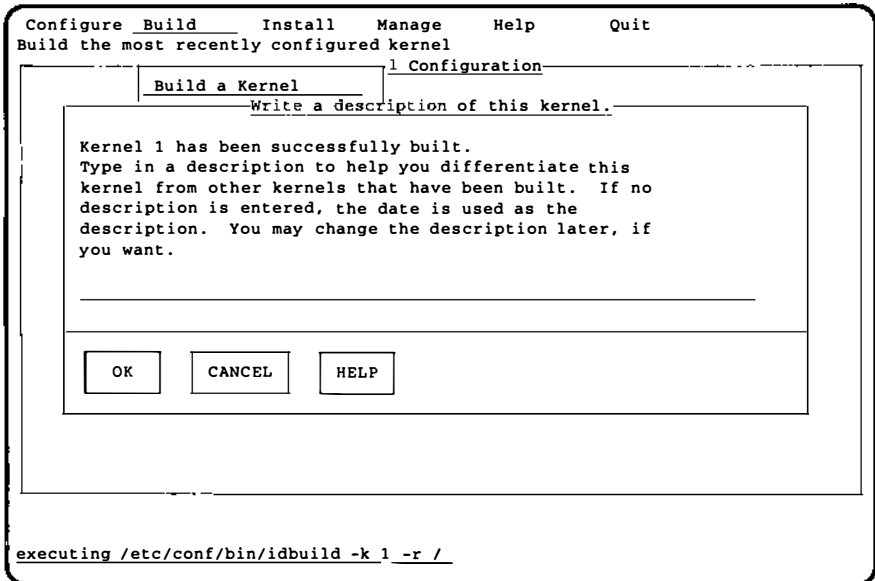 Configure Build Install Manage Help Quit
Build the most recently configured kernel
l Configuration
Build a Kernel
Write a description of this kernel.
Kernel 1 has been successfully built.
Type in a description to help you differentiate this
kernel from other kernels that have been built. If no
description is entered, the date is used as the
description. You may change the description later, if
you want.
OK CANCEL HELP
executing /etc/conf/bin/idbuild -k 1 -r /